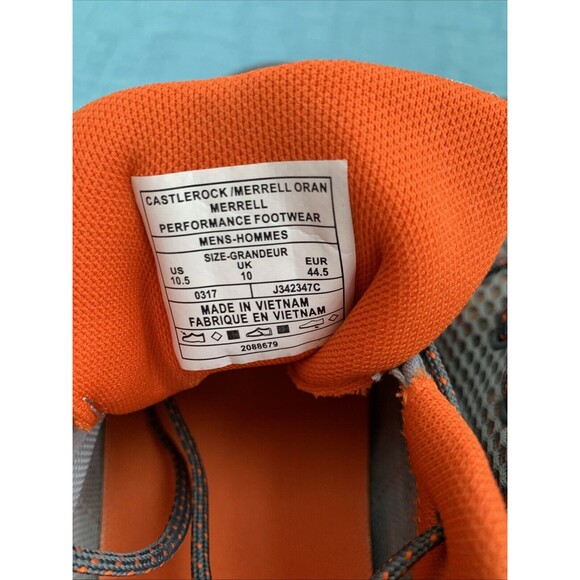 CASTLEROCK/MERRELL ORAN
MERRELL
PERFORMANCE FOOTWEAR
MENS-HOMMES
SIZE-GRANDEUR
US UK EUR
10.5 10 44.5
0317 J342347C
MADE IN VIETNAM
FABRIQUE EN VIETNAM
2088679